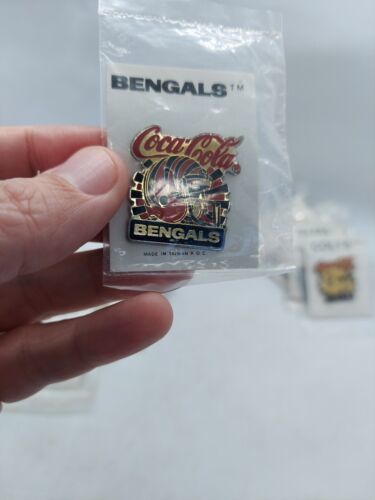 BENGALS™
Coca-Cola
BENGALS
MADE IN TAIWAN R.O.C.